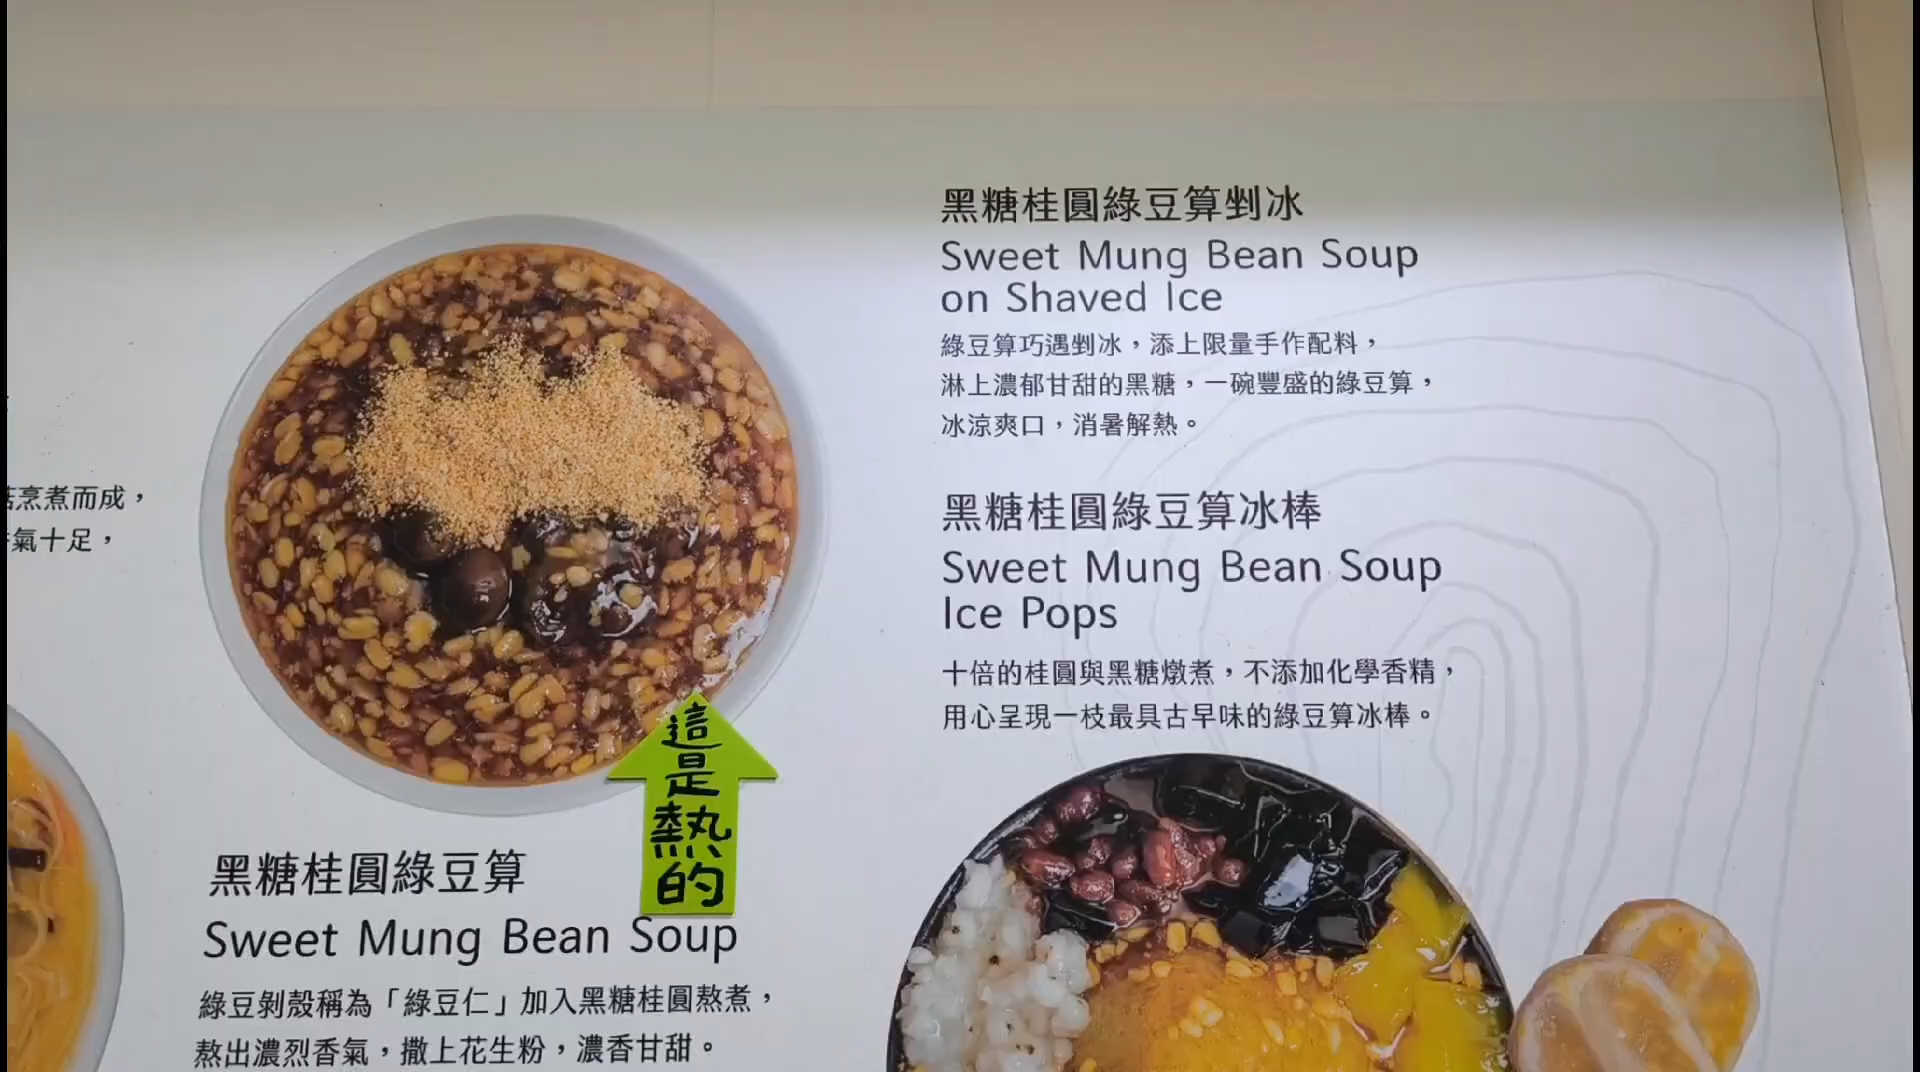 烹煮而成，
氣十足，
這是熱的
黑糖桂圓綠豆算
Sweet Mung Bean Soup
綠豆剝殼稱為「綠豆仁」加入黑糖桂圓熬煮，
熬出濃烈香氣，撒上花生粉，濃香甘甜。
黑糖桂圓綠豆算剉冰
Sweet Mung Bean Soup
on Shaved Ice
綠豆算巧遇剉冰，添上限量手作配料，
淋上濃郁甘甜的黑糖，一碗豐盛的綠豆算，
冰涼爽口，消暑解熱。
黑糖桂圓綠豆算冰棒
Sweet Mung Bean Soup
Ice Pops
十倍的桂圓與黑糖燉煮，不添加化學香精，
用心呈現一枝最具古早味的綠豆算冰棒。